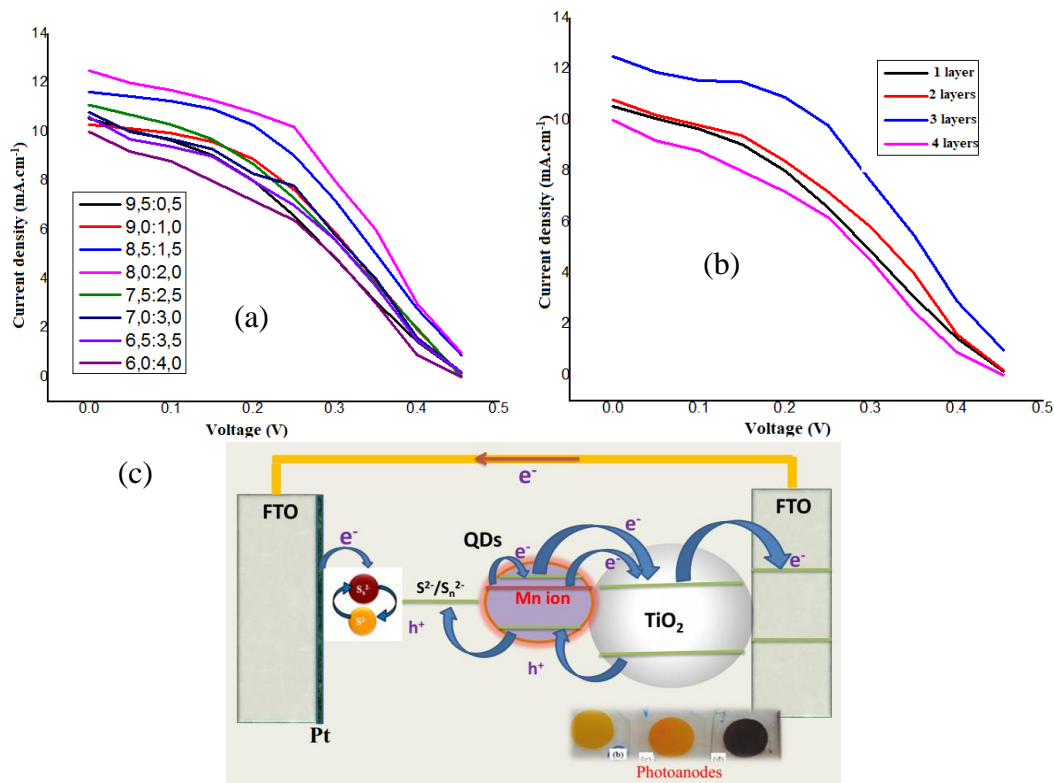 14
12
10
8
6
4
2
0
Current density (mA.cm⁻¹)
9,5:0,5
9,0:1,0
8,5:1,5
8,0:2,0
7,5:2,5
7,0:3,0
6,5:3,5
6,0:4,0
(a)
0.0 0.1 0.2 0.3 0.4 0.5
Voltage (V)
14
12
10
8
6
4
2
0
Current density (mA.cm⁻¹)
1 layer
2 layers
3 layers
4 layers
(b)
0.0 0.1 0.2 0.3 0.4 0.5
Voltage (V)
(c)
e⁻
FTO
FTO
e⁻
QDs
e⁻
e⁻
e⁻
e⁻
Sₙ²⁻
S²⁻
S²⁻/Sₙ²⁻
Mn ion
TiO₂
h⁺
h⁺
Pt
(b) (c) (d)
Photoanodes